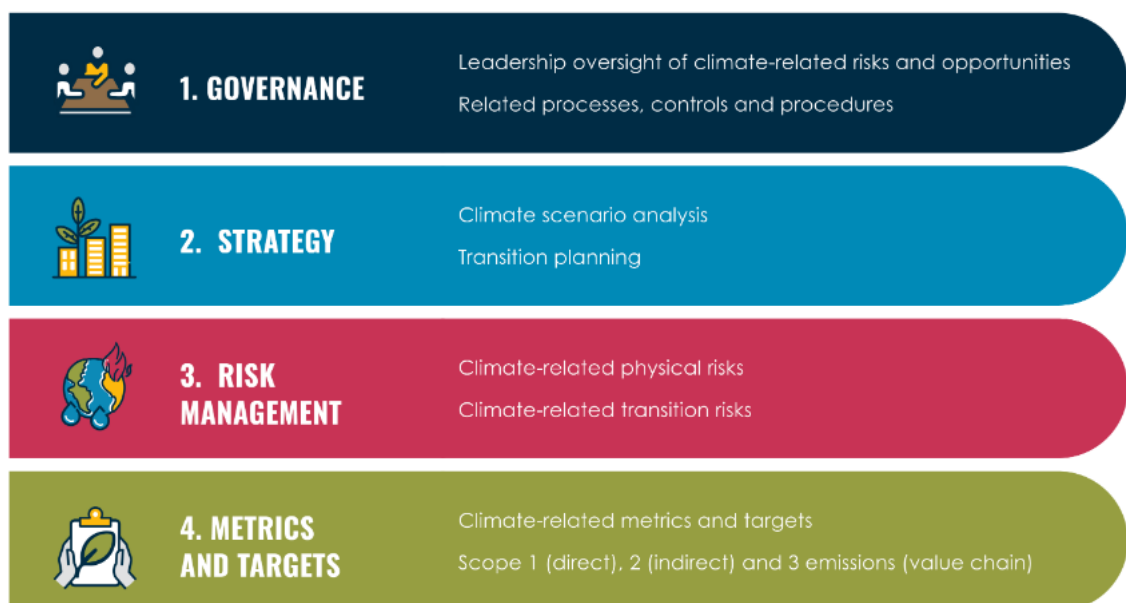 1. GOVERNANCE
Leadership oversight of climate-related risks and opportunities
Related processes, controls and procedures
2. STRATEGY
Climate scenario analysis
Transition planning
3. RISK
MANAGEMENT
Climate-related physical risks
Climate-related transition risks
4. METRICS
AND TARGETS
Climate-related metrics and targets
Scope 1 (direct), 2 (indirect) and 3 emissions (value chain)